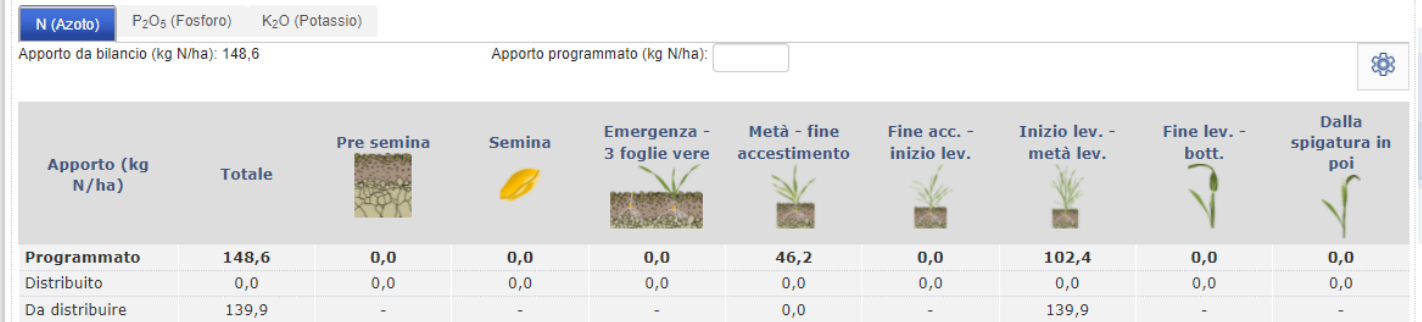 N (Azoto) P₂O₅ (Fosforo) K₂O (Potassio)
Apporto da bilancio (kg N/ha): 148,6 Apporto programmato (kg N/ha):
Apporto (kg N/ha) Totale Pre semina Semina Emergenza - 3 foglie vere Metà - fine accestimento Fine acc. - inizio lev. Inizio lev. - metà lev. Fine lev. - bott. Dalla spigatura in poi
Programmato 148,6 0,0 0,0 0,0 46,2 0,0 102,4 0,0 0,0
Distribuito 0,0 0,0 0,0 0,0 0,0 0,0 0,0 0,0 0,0
Da distribuire 139,9 - - - 0,0 - 139,9 - -